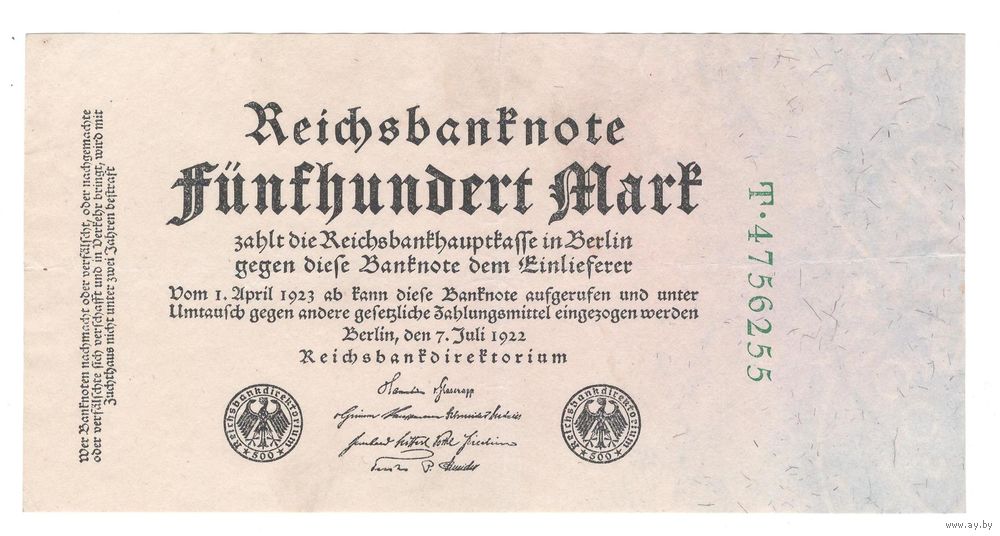 Reichsbanknote
Fünfhundert Mark
zahlt die Reichsbankhauptkasse in Berlin
gegen diese Banknote dem Einlieferer
Vom 1. April 1923 ab kann diese Banknote aufgerufen und unter
Umtausch gegen andere gesetzliche Zahlungsmittel eingezogen werden
Berlin, den 7. Juli 1922
Reichsbankdirektorium
Reichsbankdirektorium
500
Reichsbankdirektorium
500
Wer Banknoten nachmacht oder verfälscht, oder nachgemachte
oder verfälschte sich verschafft und in Verkehr bringt, wird mit
Zuchthaus nicht unter zwei Jahren bestraft
T·4756255
www.ay.by